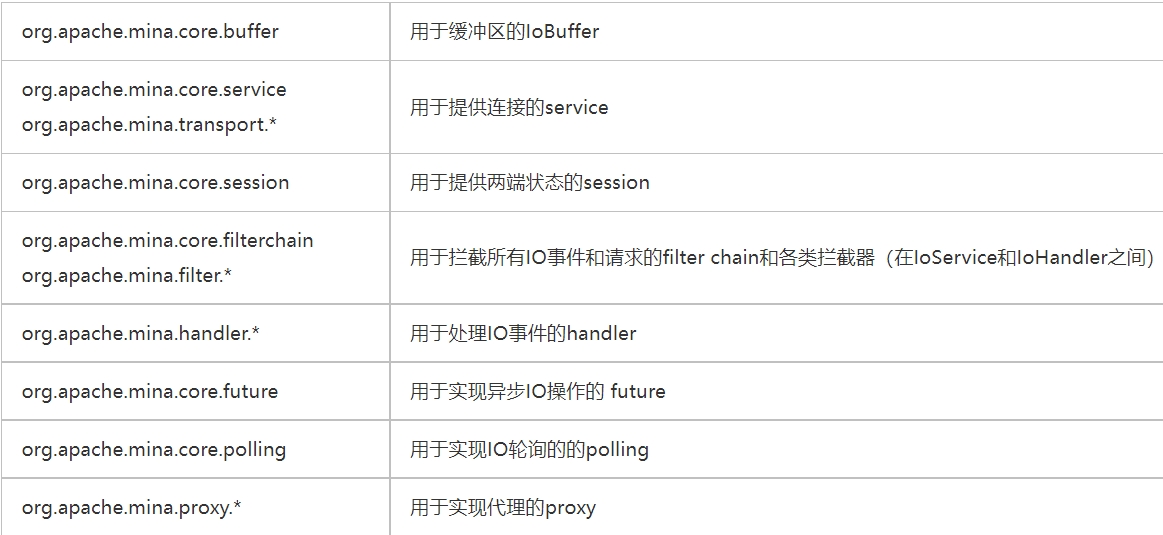 org.apache.mina.core.buffer
用于缓冲区的IoBuffer
org.apache.mina.core.service
org.apache.mina.transport.*
用于提供连接的service
org.apache.mina.core.session
用于提供两端状态的session
org.apache.mina.core.filterchain
org.apache.mina.filter.*
用于拦截所有IO事件和请求的filter chain和各类拦截器（在IoService和IoHandler之间）
org.apache.mina.handler.*
用于处理IO事件的handler
org.apache.mina.core.future
用于实现异步IO操作的 future
org.apache.mina.core.polling
用于实现IO轮询的的polling
org.apache.mina.proxy.*
用于实现代理的proxy